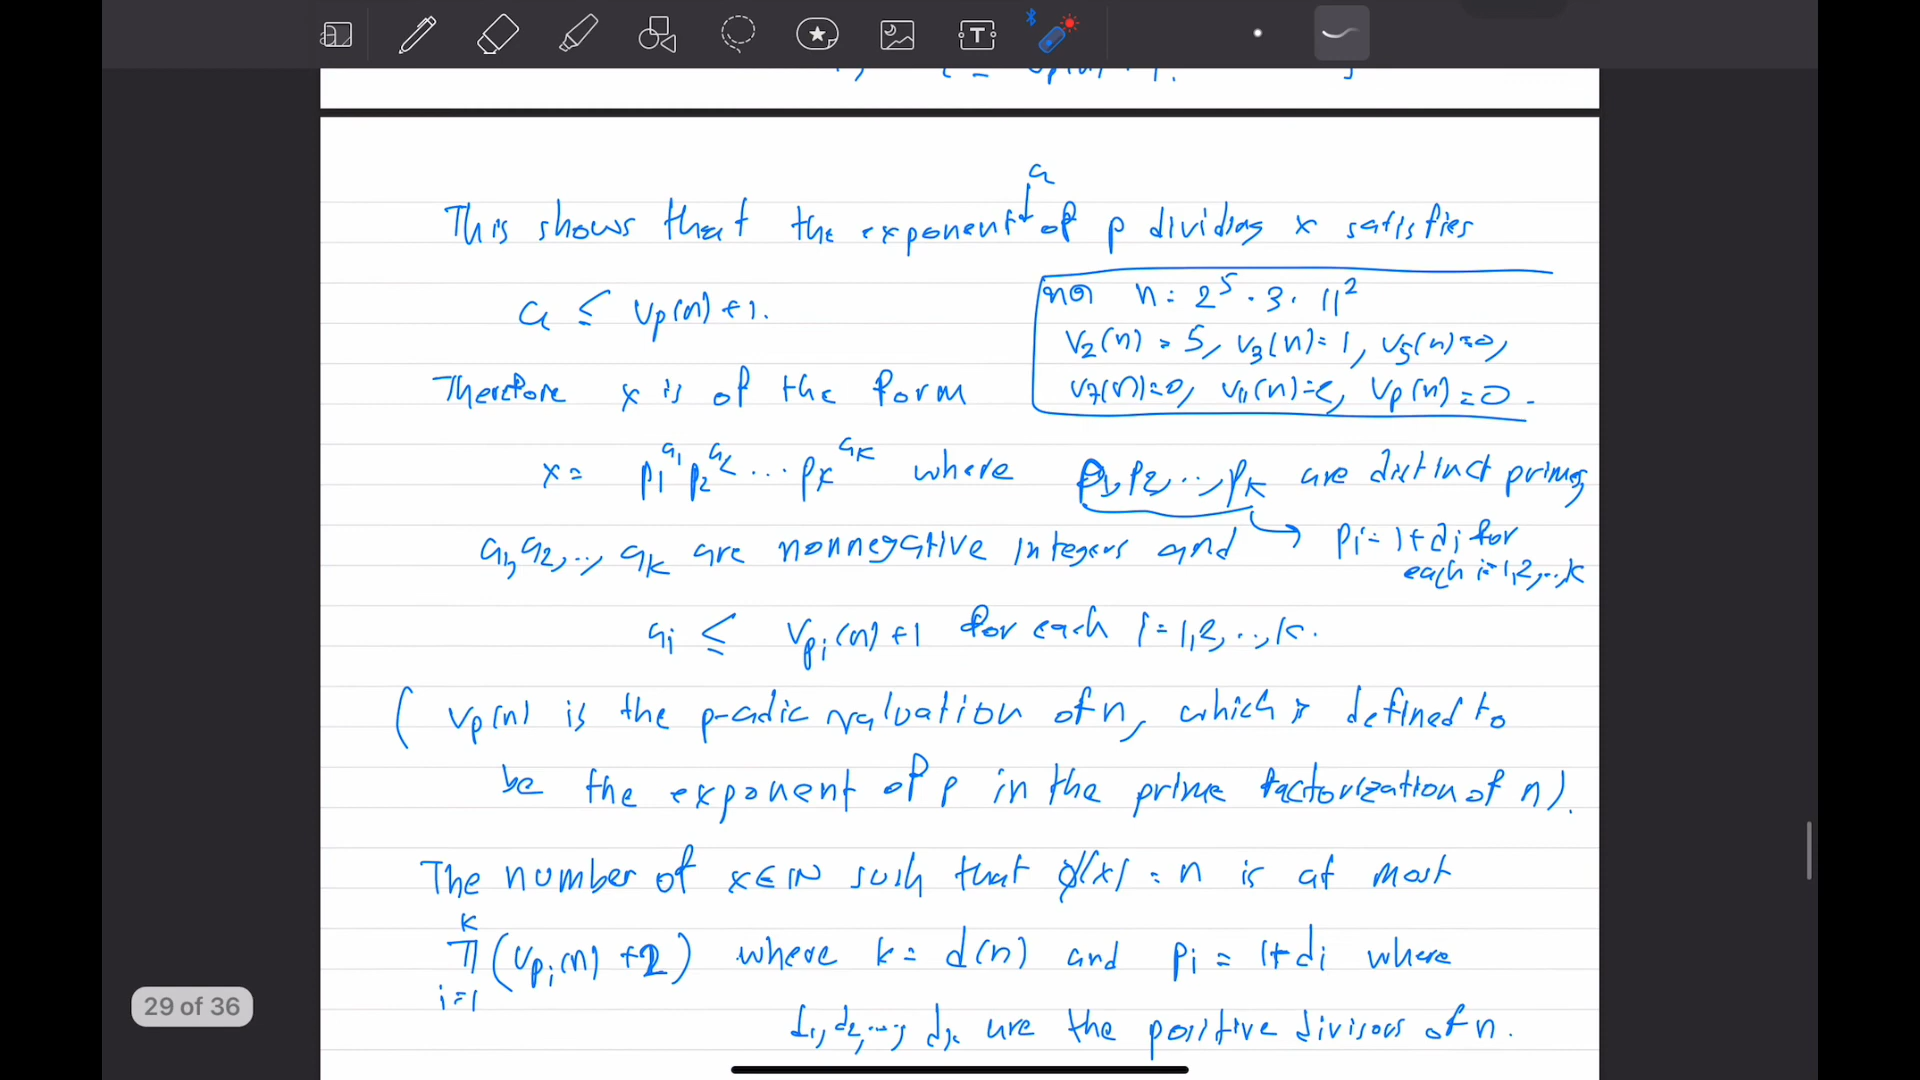 a
This shows that the exponent of p dividing x satisfies
a ≤ vp(n)+1.
n = 2^5 · 3 · 11^2
v2(n) = 5, v3(n) = 1, v5(n) = 0,
v7(n) = 0, v11(n) = 2, vp(n) = 0.
Therefore x is of the form
x = p1^a1 p2^a2 ... pk^ak where p1, p2, ..., pk are distinct primes
a1, a2, ..., ak are nonnegative integers and → pi = 1+di for
each i=1,2,...,k
ai ≤ vpi(n)+1 for each i=1,2,...,k.
( vp(n) is the p-adic valuation of n, which is defined to
be the exponent of p in the prime factorization of n).
The number of x∈ℕ such that φ(x) = n is at most
k
∏ (vpi(n) +2) where k = d(n) and pi = 1+di where
i=1
d1, d2, ..., dk are the positive divisors of n.
29 of 36